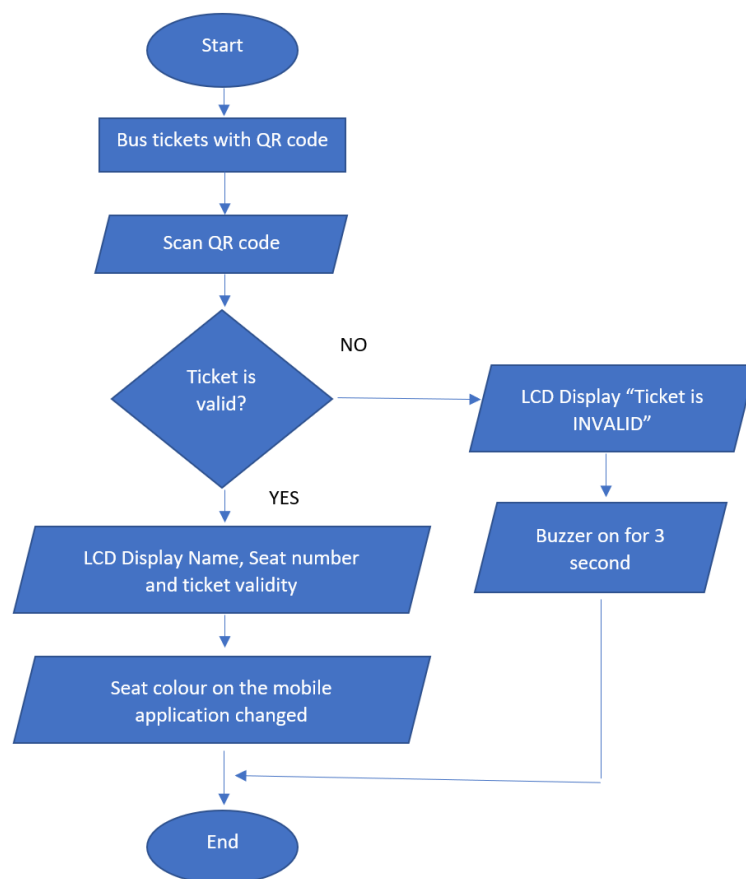 Start
Bus tickets with QR code
Scan QR code
Ticket is
valid?
NO
LCD Display “Ticket is
INVALID”
YES
Buzzer on for 3
second
LCD Display Name, Seat number
and ticket validity
Seat colour on the mobile
application changed
End